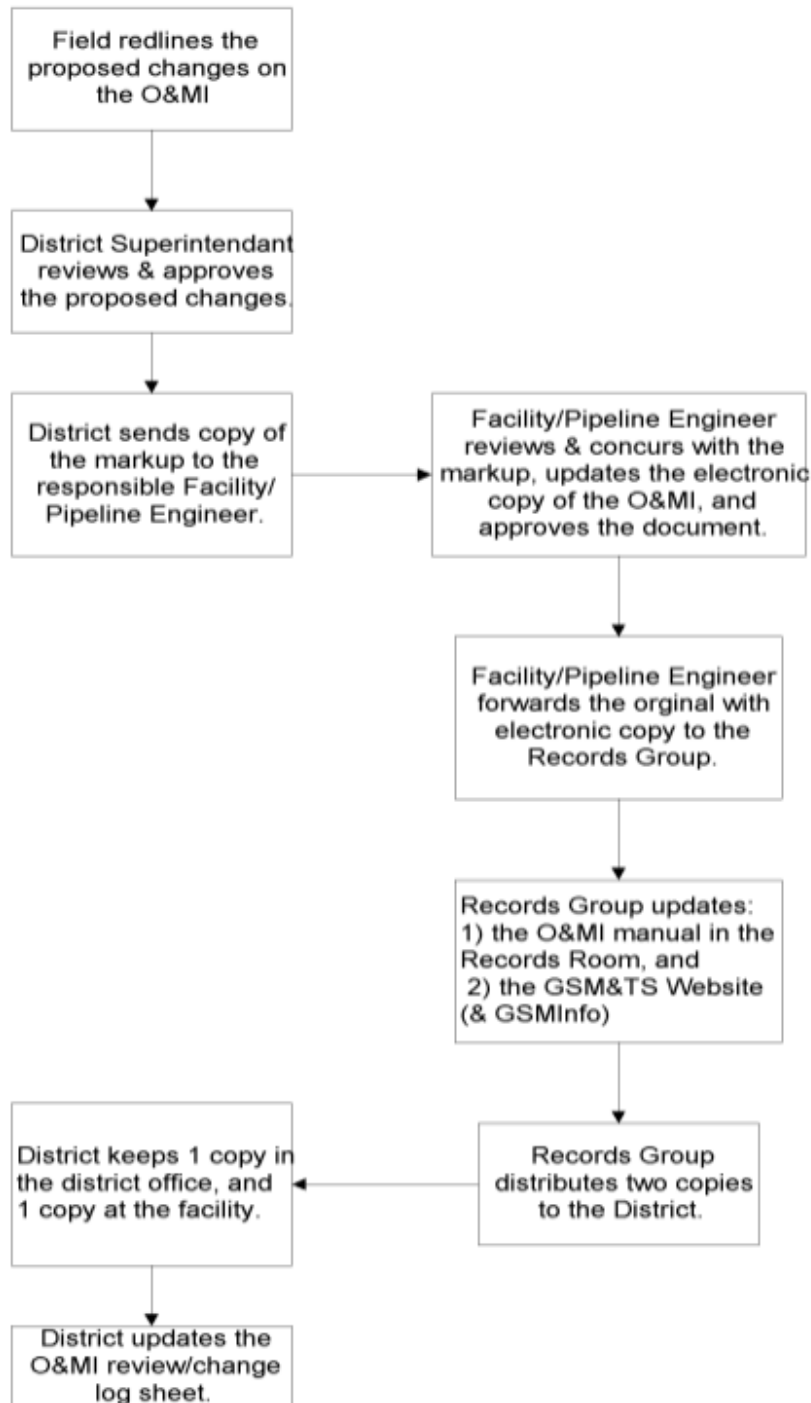 Field redlines the
proposed changes on
the O&MI
District Superintendant
reviews & approves
the proposed changes.
District sends copy of
the markup to the
responsible Facility/
Pipeline Engineer.
Facility/Pipeline Engineer
reviews & concurs with the
markup, updates the electronic
copy of the O&MI, and
approves the document.
Facility/Pipeline Engineer
forwards the orginal with
electronic copy to the
Records Group.
Records Group updates:
1) the O&MI manual in the
Records Room, and
2) the GSM&TS Website
(& GSMInfo)
Records Group
distributes two copies
to the District.
District keeps 1 copy in
the district office, and
1 copy at the facility.
District updates the
O&MI review/change
log sheet.